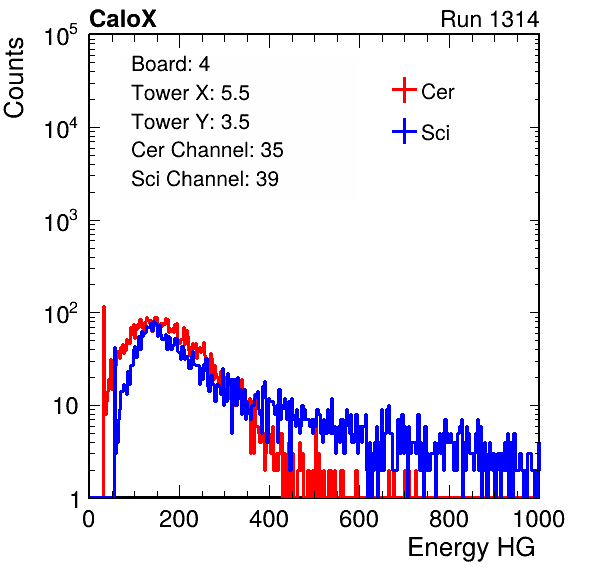 CaloX Run 1314
Counts
Board: 4
Tower X: 5.5
Tower Y: 3.5
Cer Channel: 35
Sci Channel: 39
Cer
Sci
10^5
10^4
10^3
10^2
10
1
0 200 400 600 800 1000
Energy HG